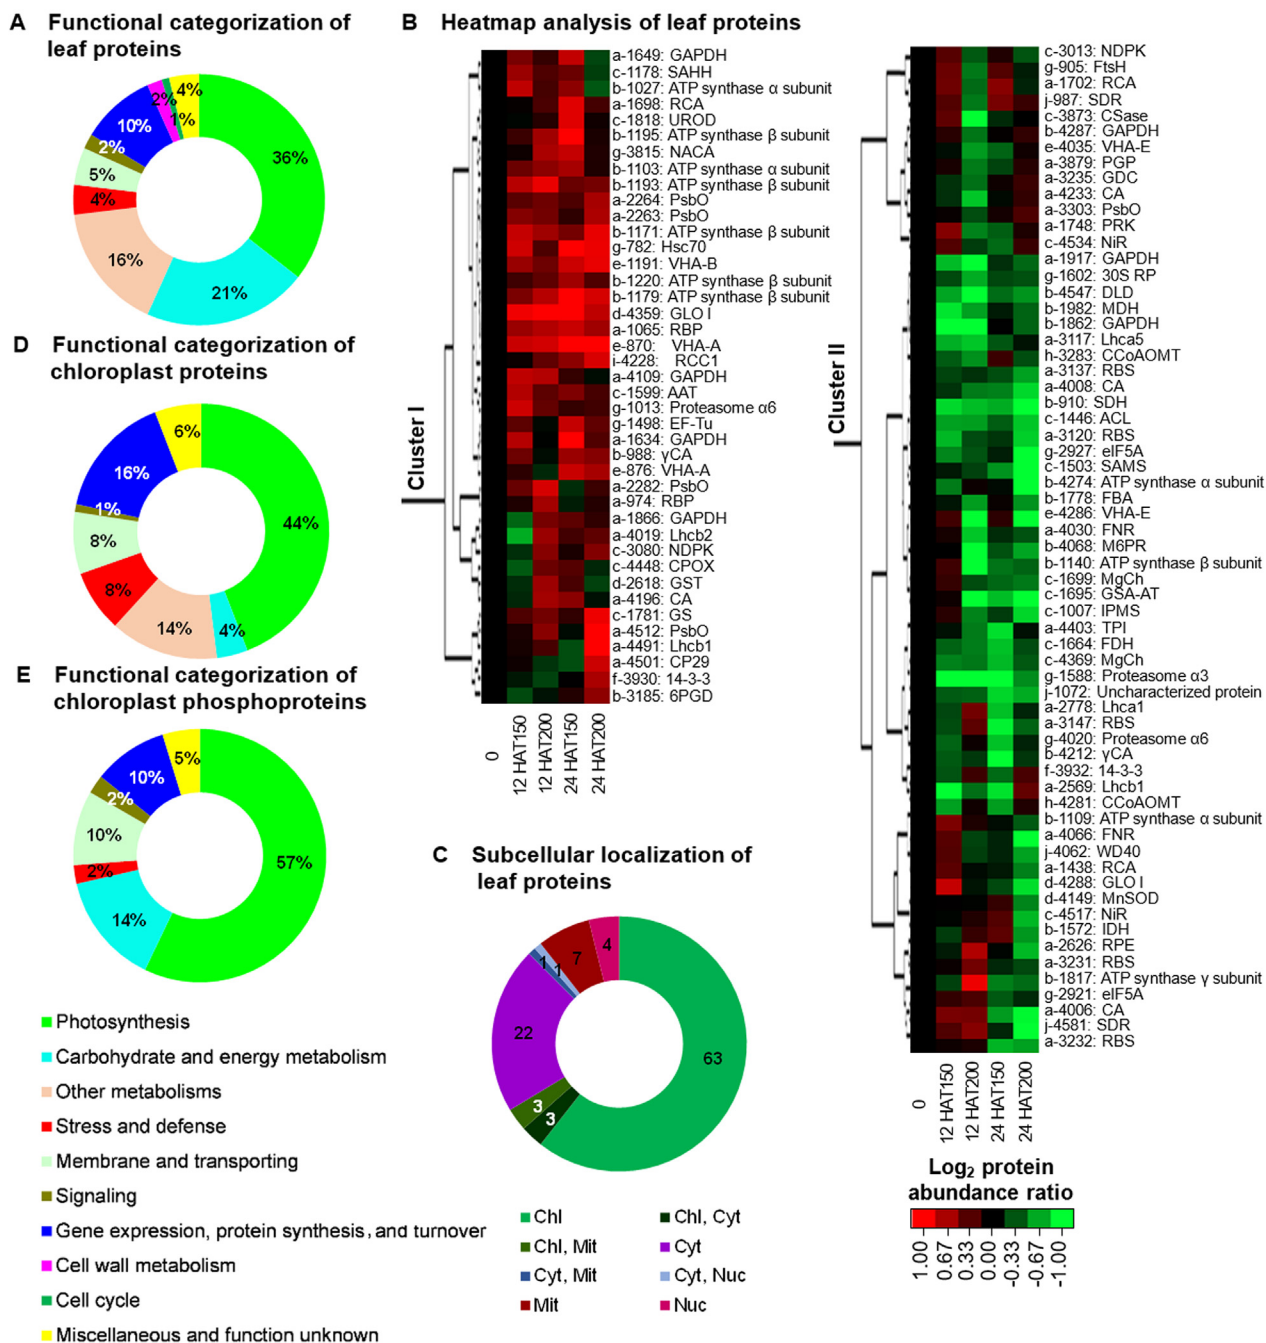 A Functional categorization of
leaf proteins
4%
2%
1%
10%
2%
5%
4%
16%
21%
36%
B Heatmap analysis of leaf proteins
Cluster I
a-1649: GAPDH
c-1178: SAHH
b-1027: ATP synthase α subunit
a-1698: RCA
c-1818: UROD
b-1195: ATP synthase β subunit
g-3815: NACA
b-1103: ATP synthase α subunit
b-1193: ATP synthase β subunit
a-2264: PsbO
a-2263: PsbO
b-1171: ATP synthase β subunit
g-782: Hsc70
e-1191: VHA-B
b-1220: ATP synthase β subunit
b-1179: ATP synthase β subunit
d-4359: GLO I
a-1065: RBP
e-870: VHA-A
i-4228: RCC1
a-4109: GAPDH
c-1599: AAT
g-1013: Proteasome α6
g-1498: EF-Tu
a-1634: GAPDH
b-988: γCA
e-876: VHA-A
a-2282: PsbO
a-974: RBP
a-1866: GAPDH
a-4019: Lhcb2
c-3080: NDPK
c-4448: CPOX
d-2618: GST
a-4196: CA
c-1781: GS
a-4512: PsbO
a-4491: Lhcb1
a-4501: CP29
f-3930: 14-3-3
b-3185: 6PGD
0
12 HAT150
12 HAT200
24 HAT150
24 HAT200
Cluster II
c-3013: NDPK
g-905: FtsH
a-1702: RCA
j-987: SDR
c-3873: CSase
b-4287: GAPDH
e-4035: VHA-E
a-3879: PGP
a-3235: GDC
a-4233: CA
a-3303: PsbO
a-1748: PRK
c-4534: NiR
a-1917: GAPDH
g-1602: 30S RP
b-4547: DLD
b-1982: MDH
b-1862: GAPDH
a-3117: Lhca5
h-3283: CCoAOMT
a-3137: RBS
a-4008: CA
b-910: SDH
c-1446: ACL
a-3120: RBS
g-2927: eIF5A
c-1503: SAMS
b-4274: ATP synthase α subunit
b-1778: FBA
e-4286: VHA-E
a-4030: FNR
b-4068: M6PR
b-1140: ATP synthase β subunit
c-1699: MgCh
c-1695: GSA-AT
c-1007: IPMS
a-4403: TPI
c-1664: FDH
c-4369: MgCh
g-1588: Proteasome α3
j-1072: Uncharacterized protein
a-2778: Lhca1
a-3147: RBS
g-4020: Proteasome α6
b-4212: γCA
f-3932: 14-3-3
a-2569: Lhcb1
h-4281: CCoAOMT
b-1109: ATP synthase α subunit
a-4066: FNR
j-4062: WD40
a-1438: RCA
d-4288: GLO I
d-4149: MnSOD
c-4517: NiR
b-1572: IDH
a-2626: RPE
a-3231: RBS
b-1817: ATP synthase γ subunit
g-2921: eIF5A
a-4006: CA
j-4581: SDR
a-3232: RBS
0
12 HAT150
12 HAT200
24 HAT150
24 HAT200
Log₂ protein
abundance ratio
1.00
0.67
0.33
0.00
-0.33
-0.67
-1.00
C Subcellular localization of
leaf proteins
4
7
1
1
22
3
3
63
Chl
Chl, Cyt
Chl, Mit
Cyt
Cyt, Mit
Cyt, Nuc
Mit
Nuc
D Functional categorization of
chloroplast proteins
6%
16%
1%
8%
8%
14%
4%
44%
E Functional categorization of
chloroplast phosphoproteins
5%
10%
2%
10%
2%
14%
57%
Photosynthesis
Carbohydrate and energy metabolism
Other metabolisms
Stress and defense
Membrane and transporting
Signaling
Gene expression, protein synthesis, and turnover
Cell wall metabolism
Cell cycle
Miscellaneous and function unknown